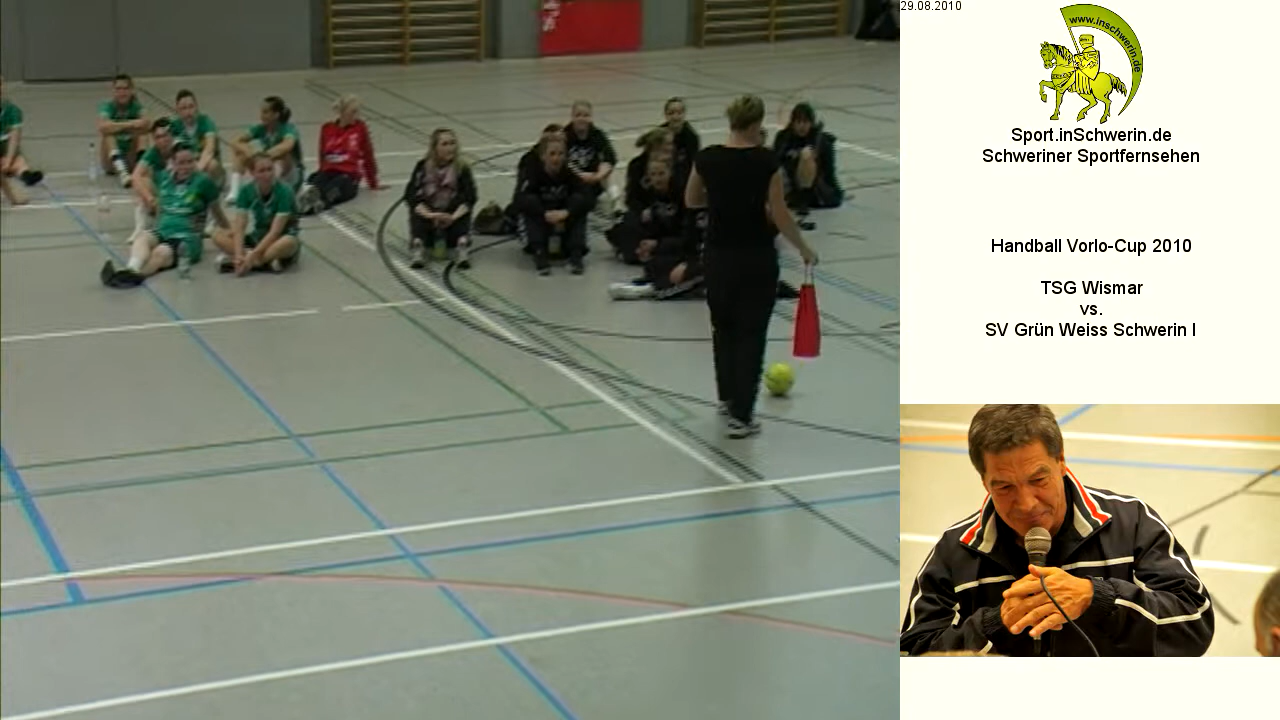 29.08.2010
www.inschwerin.de
Sport.inSchwerin.de
Schweriner Sportfernsehen
Handball Vorlo-Cup 2010
TSG Wismar
vs.
SV Grün Weiss Schwerin I